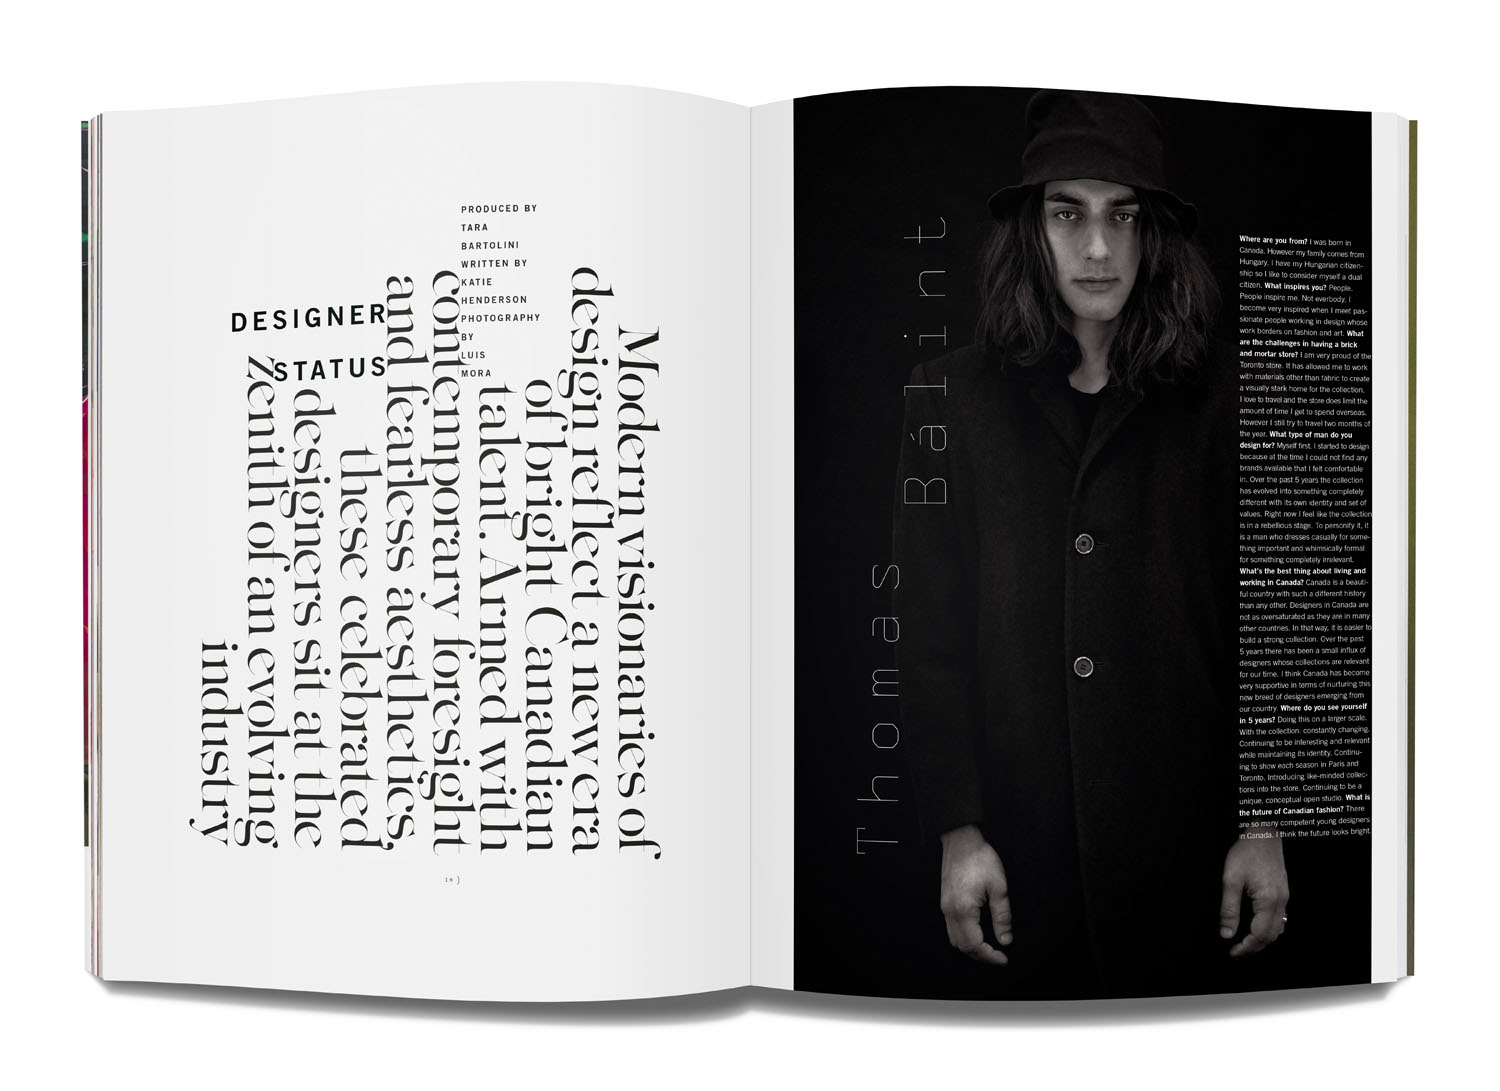 DESIGNER
STATUS
PRODUCED BY
TARA
BARTOLINI
WRITTEN BY
KATIE
HENDERSON
PHOTOGRAPHY
BY
LUIS
MORA
Modern visionaries of
design reflect a new era
of bright Canadian
talent. Armed with
contemporary foresight
and fearless aesthetics,
these celebrated
designers sit at the
zenith of an evolving
industry
16 )
Thomas
Bálint
Where are you from? I was born in
Canada. However my family comes from
Hungary. I have my Hungarian citizen-
ship so I like to consider myself a dual
citizen. What inspires you? People.
People inspire me. Not everbody. I
become very inspired when I meet pas-
sionate people working in design whose
work borders on fashion and art. What
are the challenges in having a brick
and mortar store? I am very proud of the
Toronto store. It has allowed me to work
with materials other than fabric to create
a visually stark home for the collection.
I love to travel and the store does limit the
amount of time I get to spend overseas.
However I still try to travel two months of
the year. What type of man do you
design for? Myself first. I started to design
because at the time I could not find any
brands available that I felt comfortable
in. Over the past 5 years the collection
has evolved into something completely
different with its own identity and set of
values. Right now I feel like the collection
is in a rebellious stage. To personify it, it
is a man who dresses casually for some-
thing important and whimsically formal
for something completely irrelevant.
What's the best thing about living and
working in Canada? Canada is a beauti-
ful country with such a different history
than any other. Designers in Canada are
not as oversaturated as they are in many
other countries. In that way, it is easier to
build a strong collection. Over the past
5 years there has been a small influx of
designers whose collections are relevant
for our time. I think Canada has become
very supportive in terms of nurturing this
new breed of designers emerging from
our country. Where do you see yourself
in 5 years? Doing this on a larger scale.
With the collection: constantly changing.
Continuing to be interesting and relevant
while maintaining its identity. Continu-
ing to show each season in Paris and
Toronto. Introducing like-minded collec-
tions into the store. Continuing to be a
unique, conceptual open studio. What is
the future of Canadian fashion? There
are so many competent young designers
in Canada. I think the future looks bright.